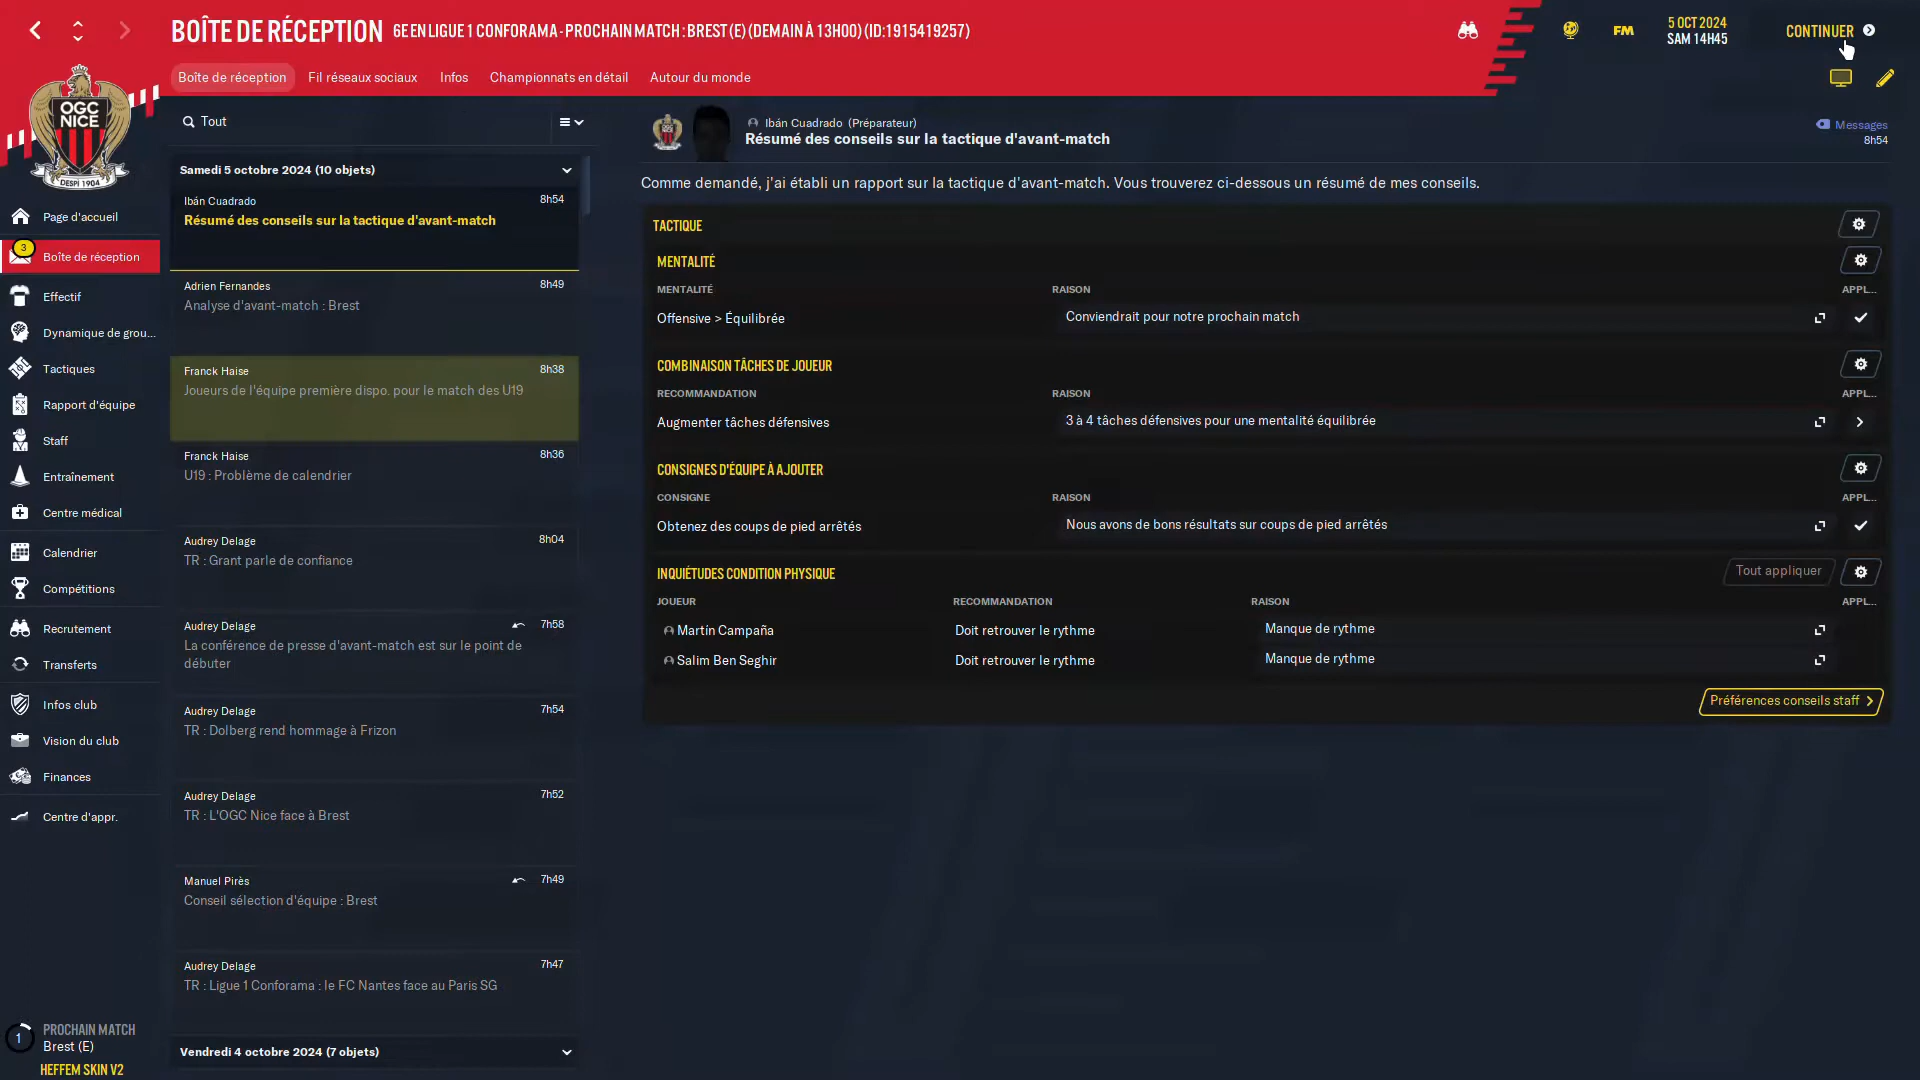 BOÎTE DE RÉCEPTION
6E EN LIGUE 1 CONFORAMA - PROCHAIN MATCH : BREST (E) (DEMAIN À 13H00) (ID:1915419257)
FM
5 OCT 2024
SAM 14H45
CONTINUER
Boîte de réception
Fil réseaux sociaux
Infos
Championnats en détail
Autour du monde
OGC
NICE
DEPUIS 1904
Page d'accueil
3
Boîte de réception
Effectif
Dynamique de grou...
Tactiques
Rapport d'équipe
Staff
Entraînement
Centre médical
Calendrier
Compétitions
Recrutement
Transferts
Infos club
Vision du club
Finances
Centre d'appr.
1
PROCHAIN MATCH
Brest (E)
HEFFEM SKIN V2
Tout
Samedi 5 octobre 2024 (10 objets)
Ibán Cuadrado 8h54
Résumé des conseils sur la tactique d'avant-match
Adrien Fernandes 8h49
Analyse d'avant-match : Brest
Franck Haise 8h38
Joueurs de l'équipe première dispo. pour le match des U19
Franck Haise 8h36
U19 : Problème de calendrier
Audrey Delage 8h04
TR : Grant parle de confiance
Audrey Delage 7h58
La conférence de presse d'avant-match est sur le point de
débuter
Audrey Delage 7h54
TR : Dolberg rend hommage à Frizon
Audrey Delage 7h52
TR : L'OGC Nice face à Brest
Manuel Pirès 7h49
Conseil sélection d'équipe : Brest
Audrey Delage 7h47
TR : Ligue 1 Conforama : le FC Nantes face au Paris SG
Vendredi 4 octobre 2024 (7 objets)
Ibán Cuadrado (Préparateur)
Résumé des conseils sur la tactique d'avant-match
Messages
8h54
Comme demandé, j'ai établi un rapport sur la tactique d'avant-match. Vous trouverez ci-dessous un résumé de mes conseils.
TACTIQUE
MENTALITÉ
MENTALITÉ RAISON APPL...
Offensive > Équilibrée Conviendrait pour notre prochain match
COMBINAISON TÂCHES DE JOUEUR
RECOMMANDATION RAISON APPL...
Augmenter tâches défensives 3 à 4 tâches défensives pour une mentalité équilibrée
CONSIGNES D'ÉQUIPE À AJOUTER
CONSIGNE RAISON APPL...
Obtenez des coups de pied arrêtés Nous avons de bons résultats sur coups de pied arrêtés
INQUIÉTUDES CONDITION PHYSIQUE Tout appliquer
JOUEUR RECOMMANDATION RAISON APPL...
Martín Campaña Doit retrouver le rythme Manque de rythme
Salim Ben Seghir Doit retrouver le rythme Manque de rythme
Préférences conseils staff